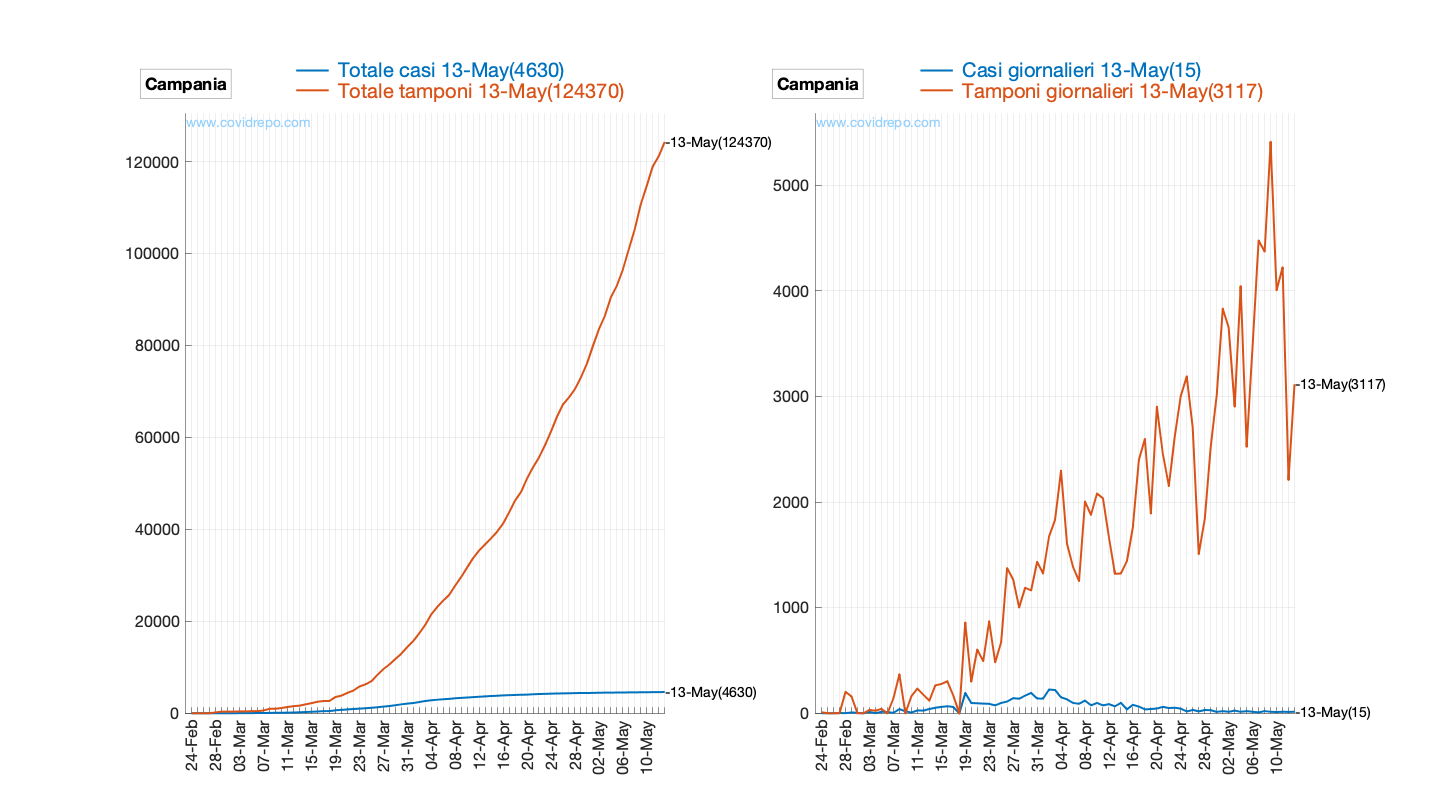 Campania
Totale casi 13-May(4630)
Totale tamponi 13-May(124370)
www.covidrepo.com
120000
100000
80000
60000
40000
20000
0
13-May(124370)
13-May(4630)
24-Feb
28-Feb
03-Mar
07-Mar
11-Mar
15-Mar
19-Mar
23-Mar
27-Mar
31-Mar
04-Apr
08-Apr
12-Apr
16-Apr
20-Apr
24-Apr
28-Apr
02-May
06-May
10-May
Campania
Casi giornalieri 13-May(15)
Tamponi giornalieri 13-May(3117)
www.covidrepo.com
5000
4000
3000
2000
1000
0
13-May(3117)
13-May(15)
24-Feb
28-Feb
03-Mar
07-Mar
11-Mar
15-Mar
19-Mar
23-Mar
27-Mar
31-Mar
04-Apr
08-Apr
12-Apr
16-Apr
20-Apr
24-Apr
28-Apr
02-May
06-May
10-May